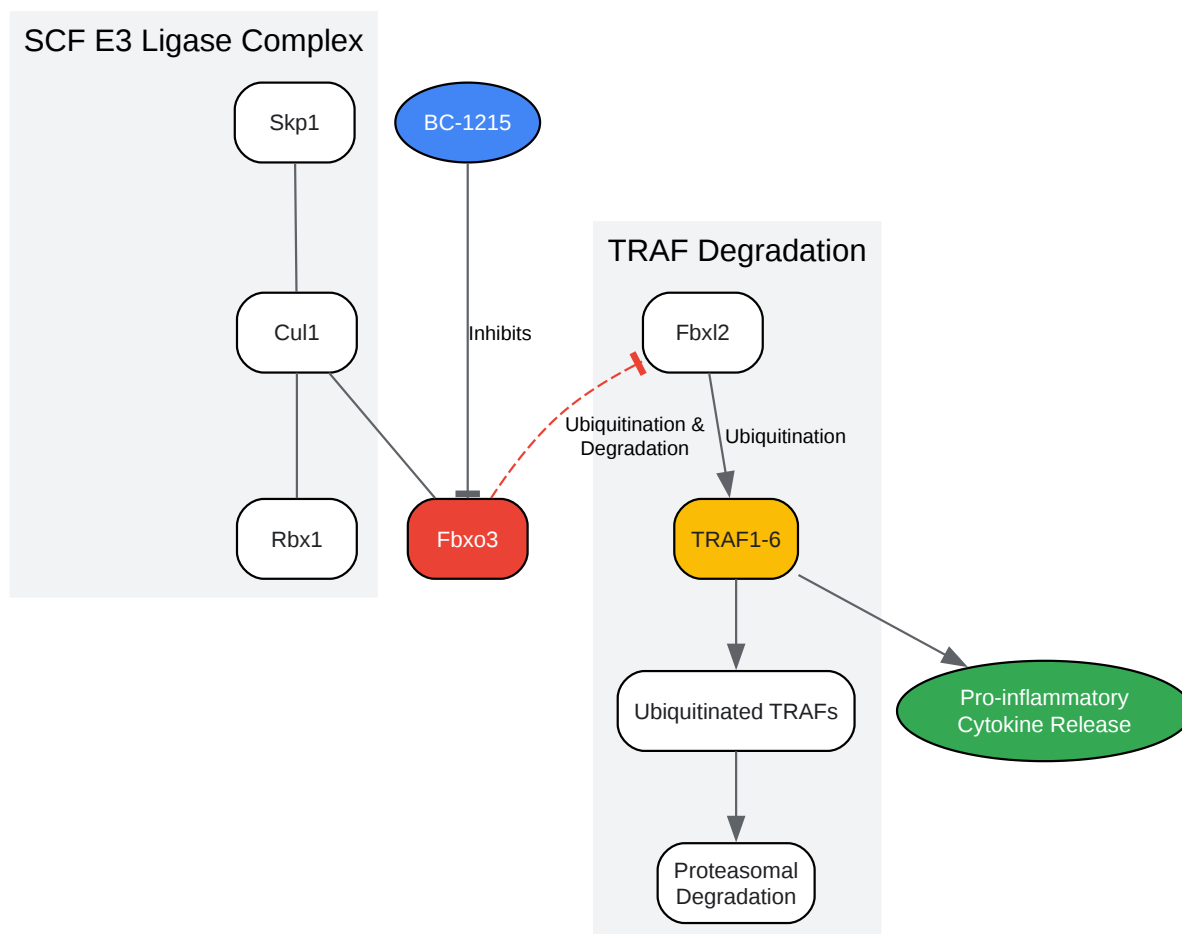 SCF E3 Ligase Complex
Skp1
BC-1215
TRAF Degradation
Cul1
Inhibits
Fbxl2
Ubiquitination &
Degradation
Ubiquitination
Rbx1
Fbxo3
TRAF1-6
Ubiquitinated TRAFs
Pro-inflammatory
Cytokine Release
Proteasomal
Degradation